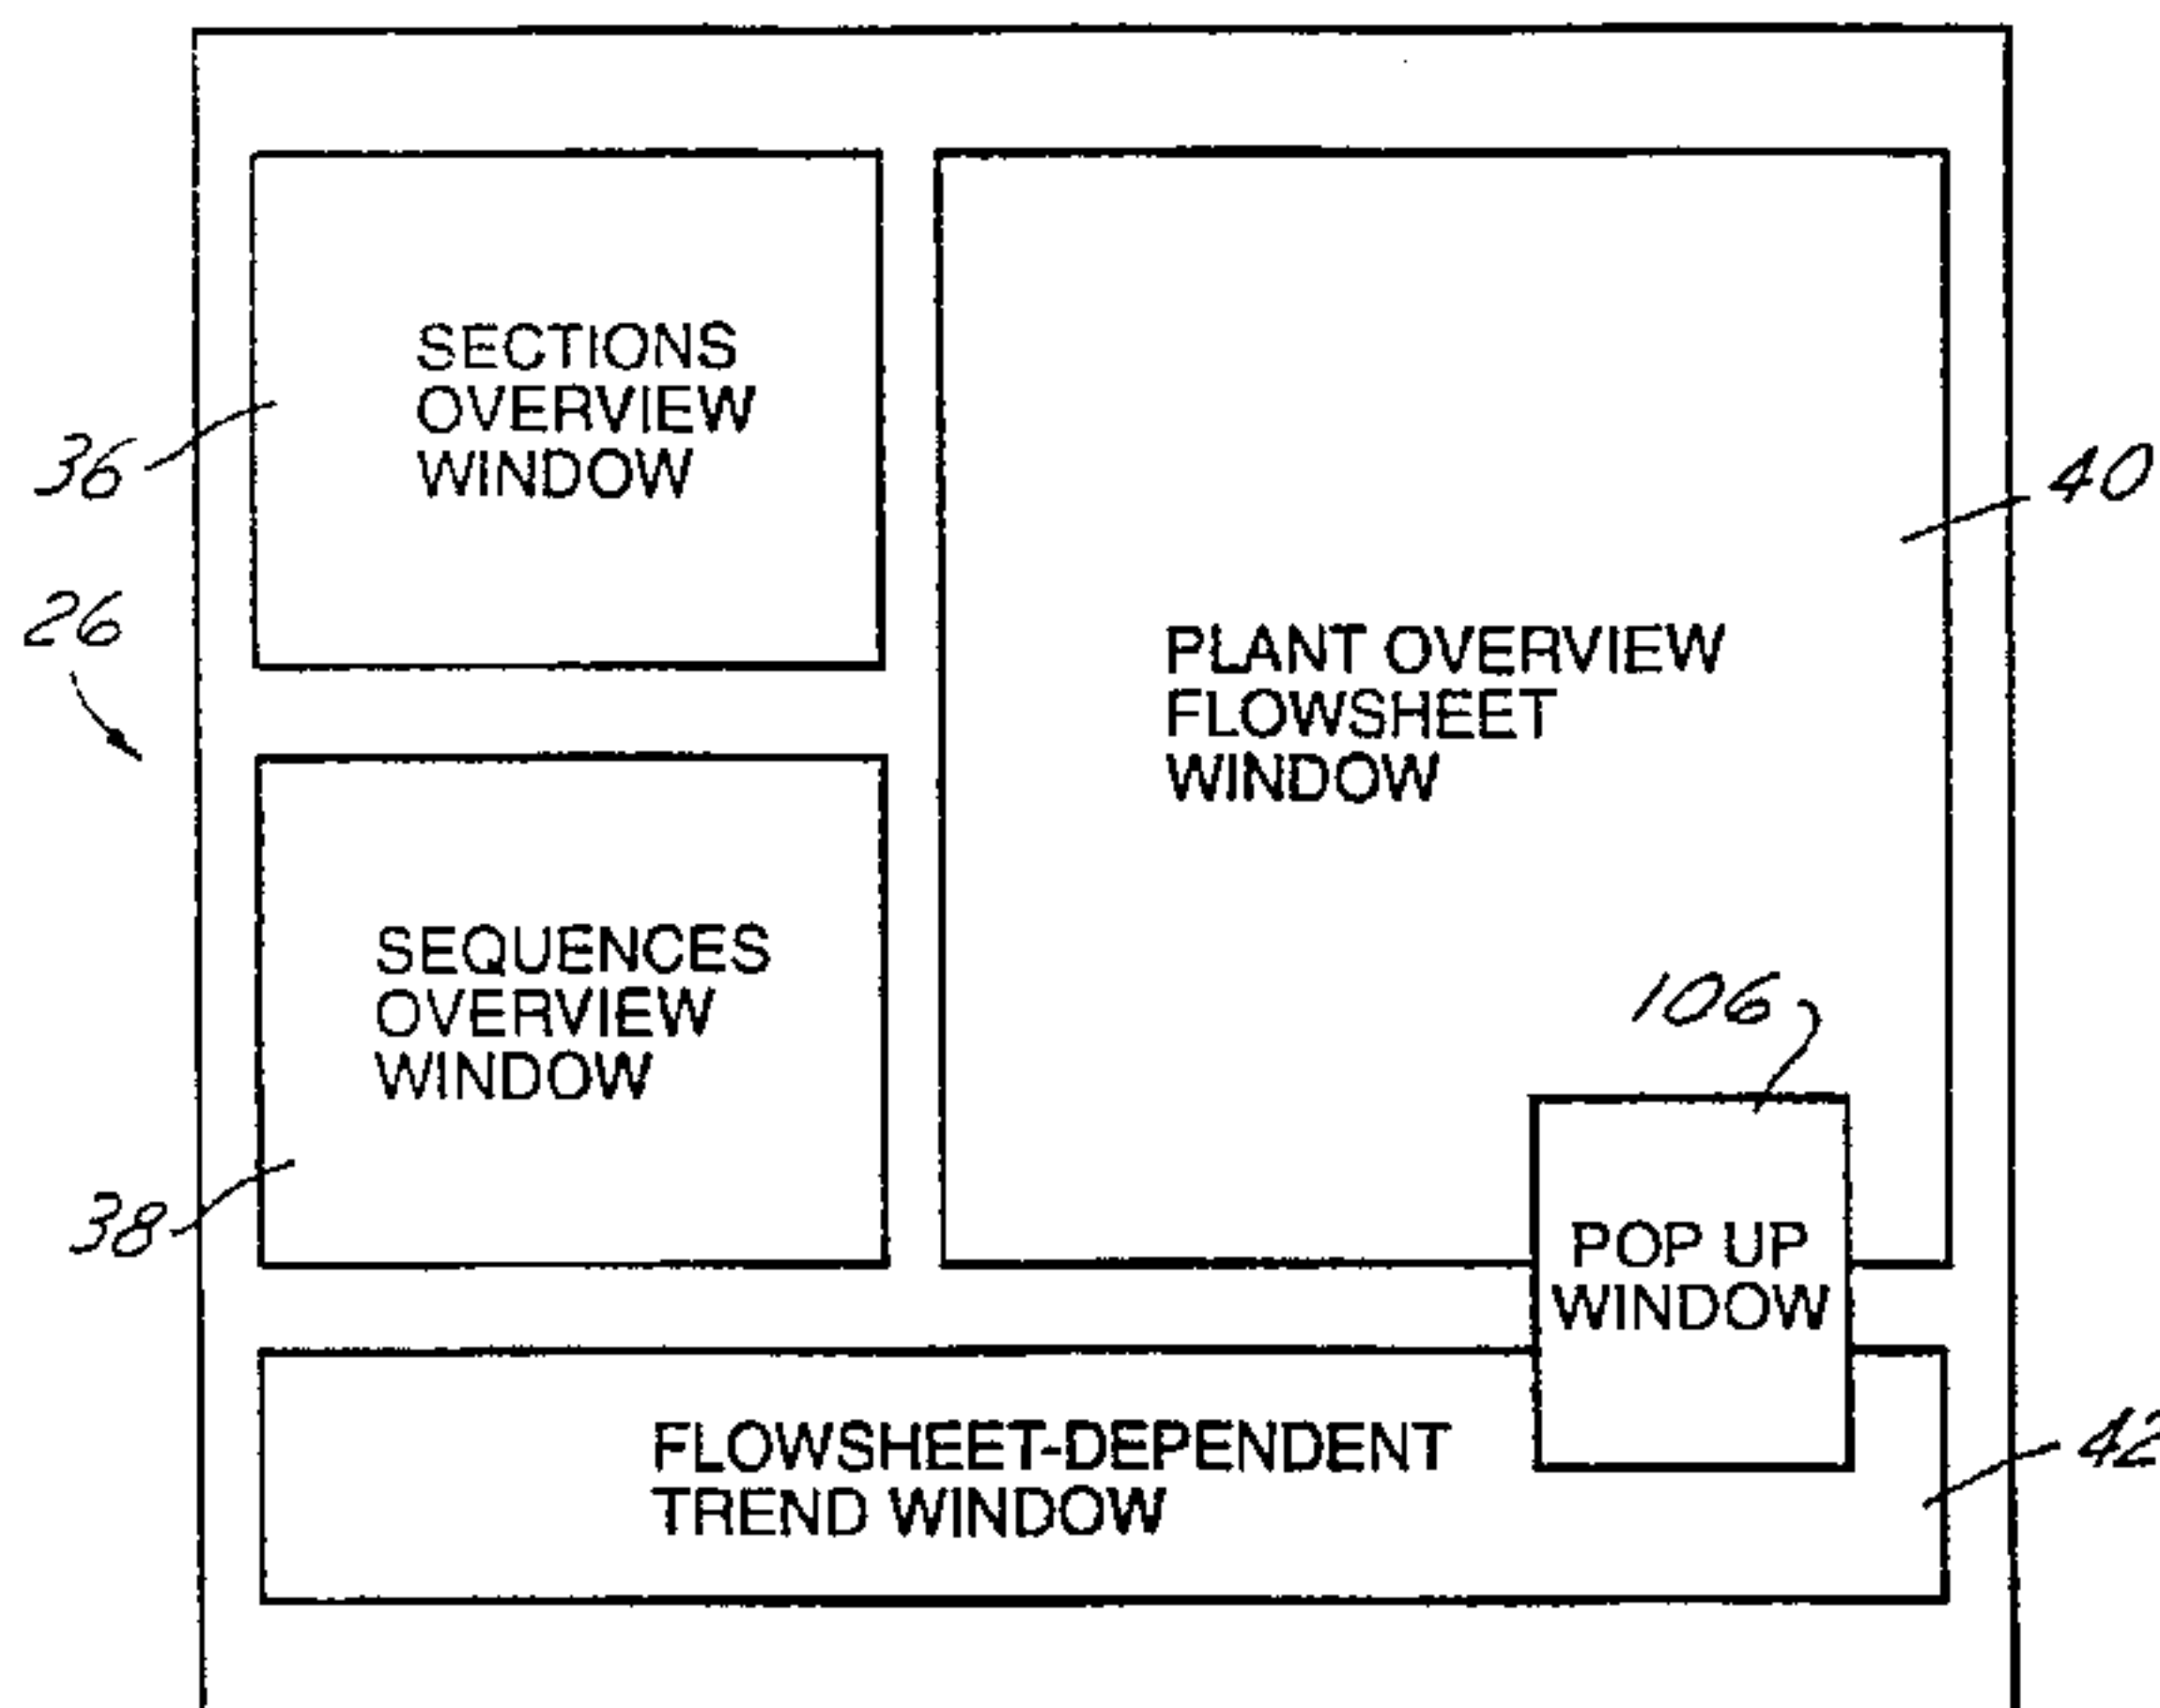 SECTIONS
OVERVIEW
WINDOW
36
40
26
PLANT OVERVIEW
FLOWSHEET
WINDOW
SEQUENCES
OVERVIEW
WINDOW
106
38
POP UP
WINDOW
FLOWSHEET-DEPENDENT
TREND WINDOW
42